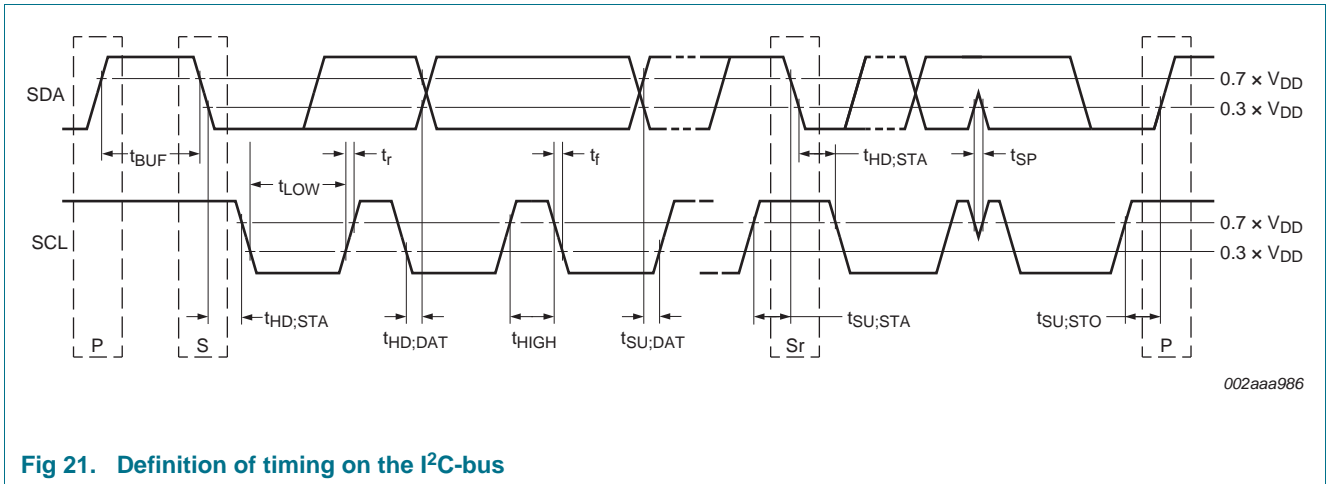 SDA
0.7 × VDD
0.3 × VDD
tBUF
tr
tf
tHD;STA
tSP
tLOW
SCL
0.7 × VDD
0.3 × VDD
tHD;STA
tHD;DAT
tHIGH
tSU;DAT
tSU;STA
tSU;STO
P
S
Sr
P
002aaa986
Fig 21. Definition of timing on the I²C-bus